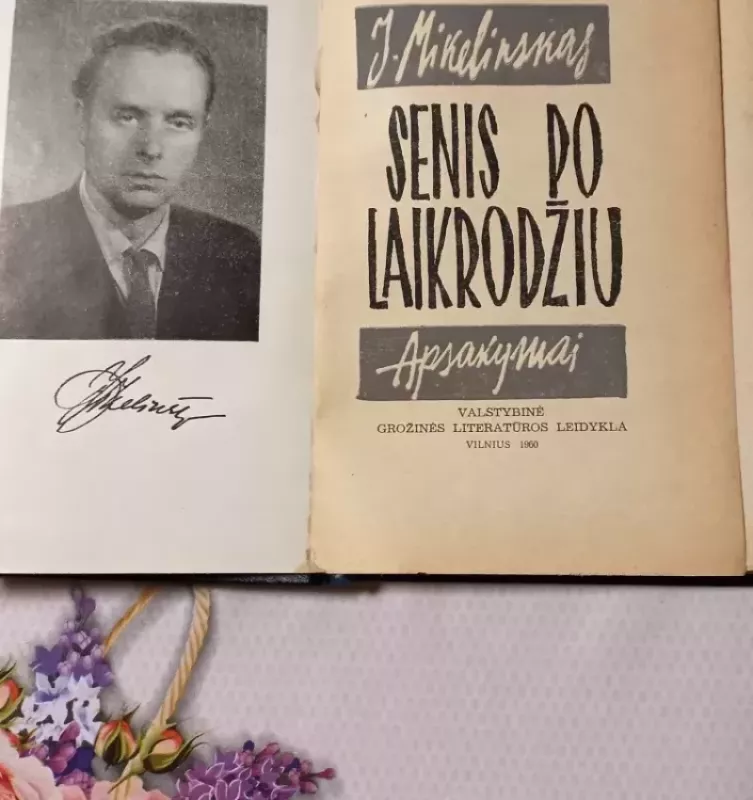 J. Mikelinskas
SENIS PO
LAIKRODŽIU
Apsakymai
VALSTYBINĖ
GROŽINĖS LITERATŪROS LEIDYKLA
VILNIUS 1960